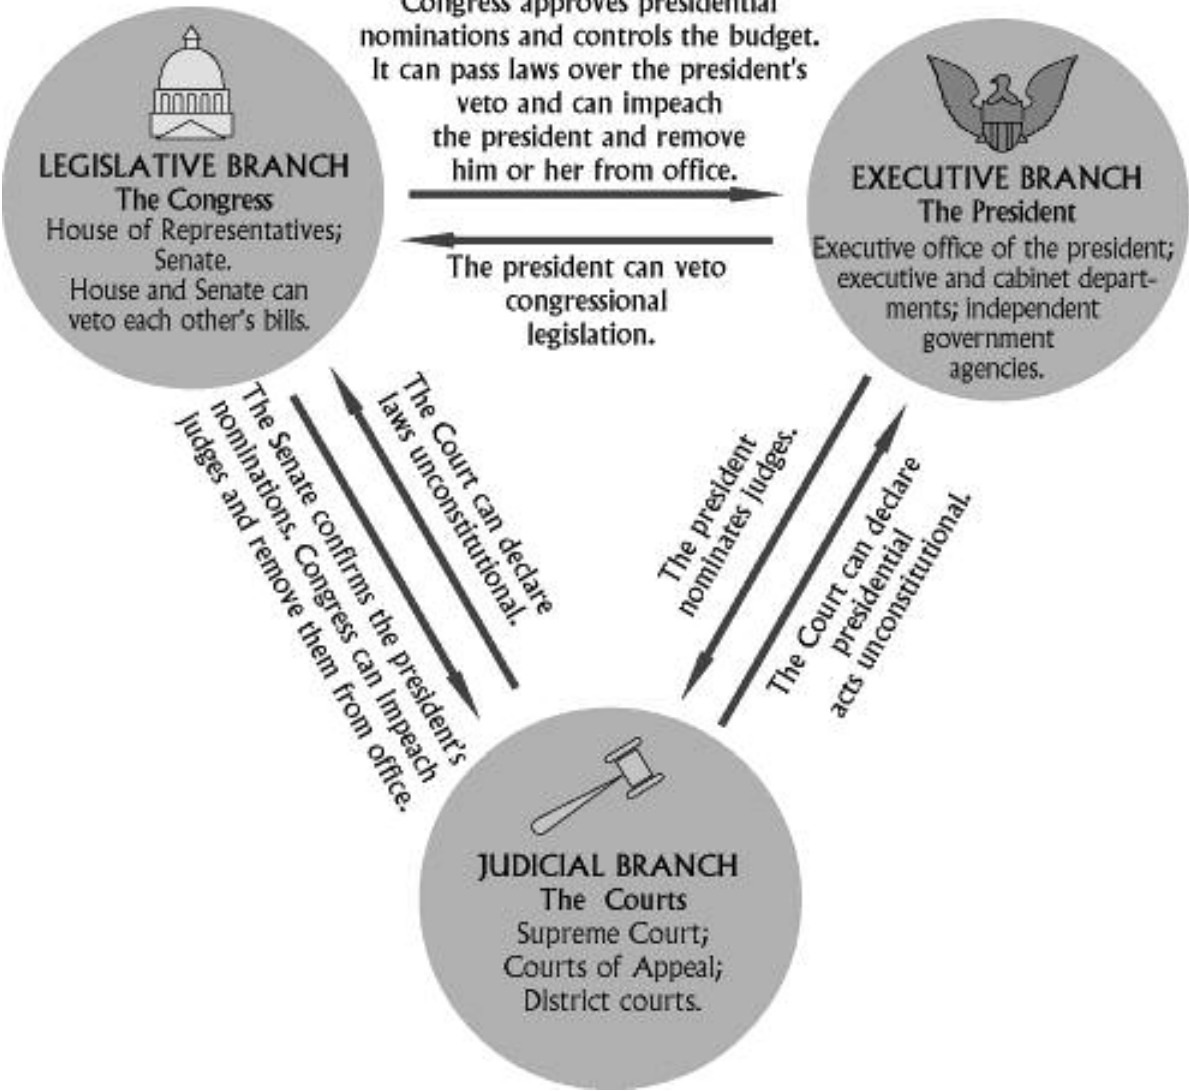 Congress approves presidential
nominations and controls the budget.
It can pass laws over the president's
veto and can impeach
the president and remove
him or her from office.
LEGISLATIVE BRANCH
The Congress
House of Representatives;
Senate.
House and Senate can
veto each other's bills.
EXECUTIVE BRANCH
The President
Executive office of the president;
executive and cabinet depart-
ments; independent
government
agencies.
The president can veto
congressional
legislation.
The Senate confirms the president's
nominations. Congress can impeach
judges and remove them from office.
The Court can declare
laws unconstitutional.
The president
nominates judges.
The Court can declare
presidential
acts unconstitutional.
JUDICIAL BRANCH
The Courts
Supreme Court;
Courts of Appeal;
District courts.